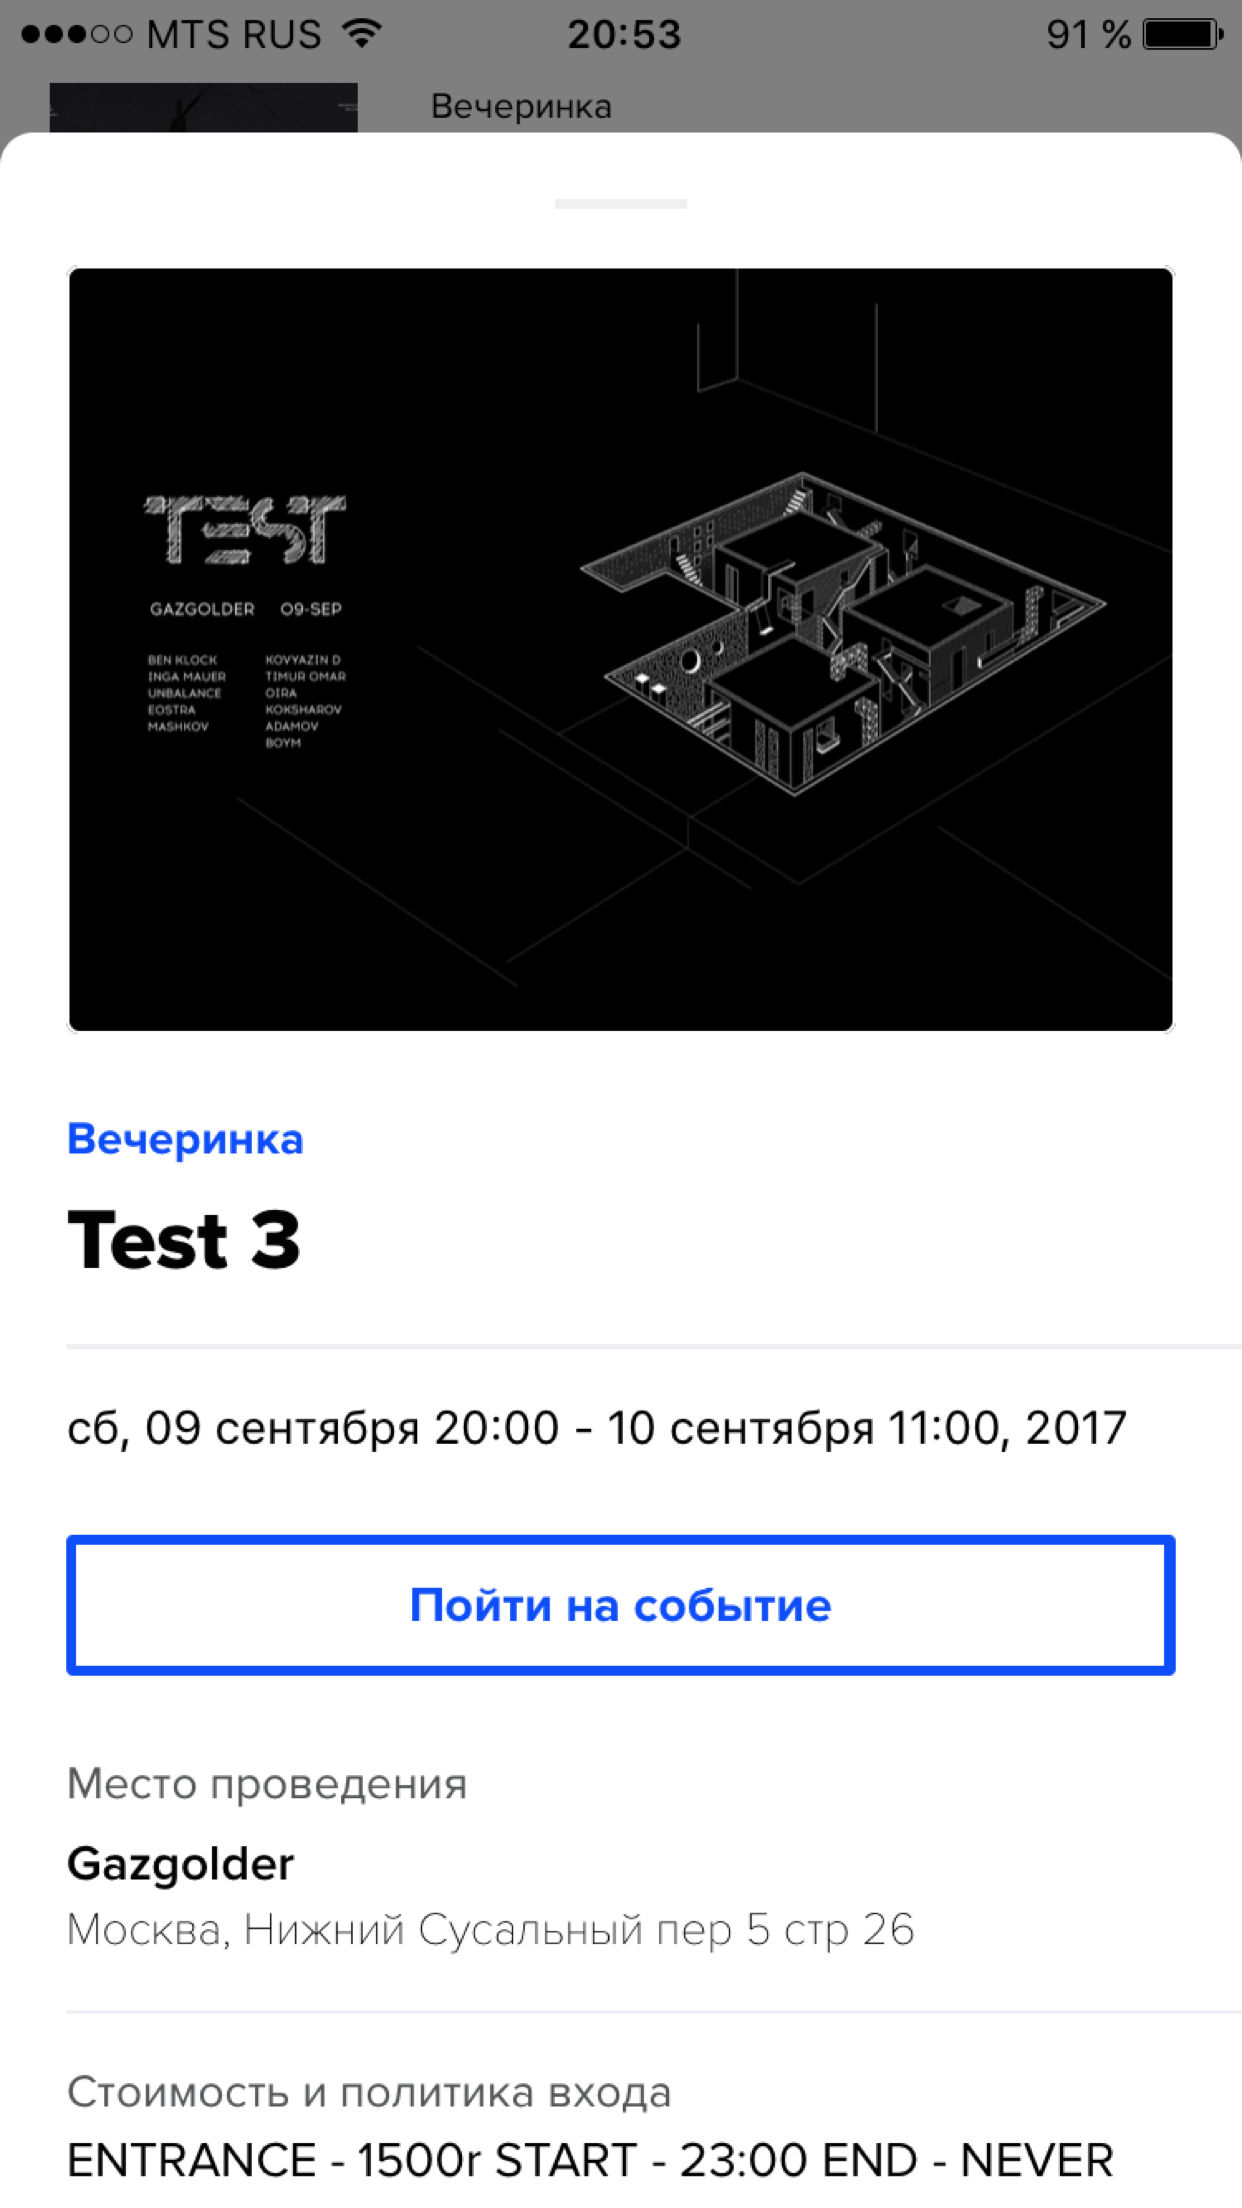 MTS RUS 20:53 91 %
Вечеринка
TEST
GAZGOLDER 09-SEP
BEN KLOCK
INGA MAUER
UNBALANCE
EOSTRA
MASHKOV
KOVYAZIN D
TIMUR OMAR
OIRA
KOKSHAROV
ADAMOV
BOYM
Вечеринка
Test 3
сб, 09 сентября 20:00 - 10 сентября 11:00, 2017
Пойти на событие
Место проведения
Gazgolder
Москва, Нижний Сусальный пер 5 стр 26
Стоимость и политика входа
ENTRANCE - 1500r START - 23:00 END - NEVER